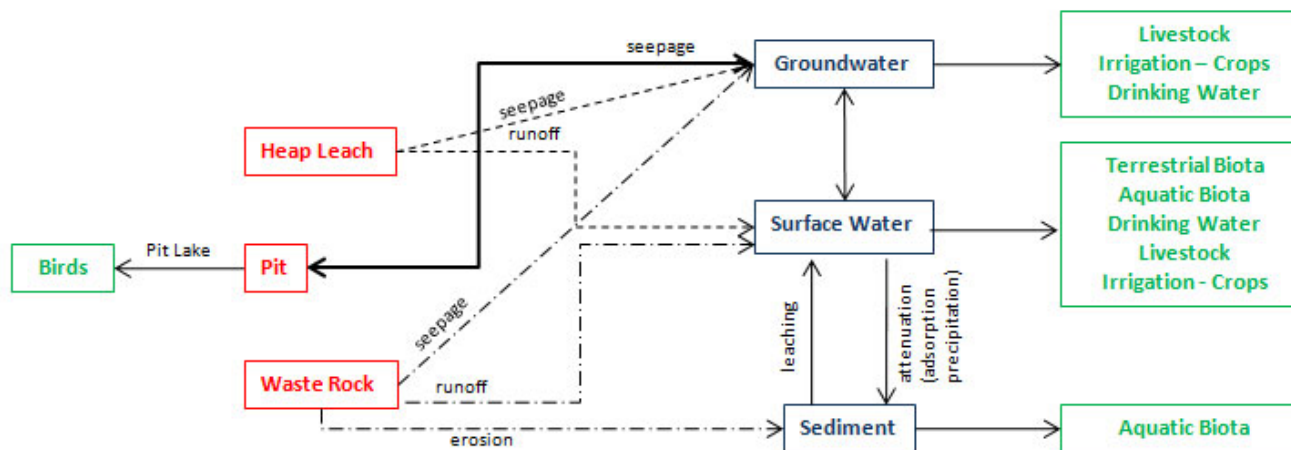 seepage
Groundwater
Livestock
Irrigation – Crops
Drinking Water
seepage
runoff
Heap Leach
Terrestrial Biota
Aquatic Biota
Drinking Water
Livestock
Irrigation - Crops
Surface Water
Birds
Pit Lake
Pit
seepage
leaching
attenuation
(adsorption
precipitation)
Waste Rock
runoff
erosion
Sediment
Aquatic Biota